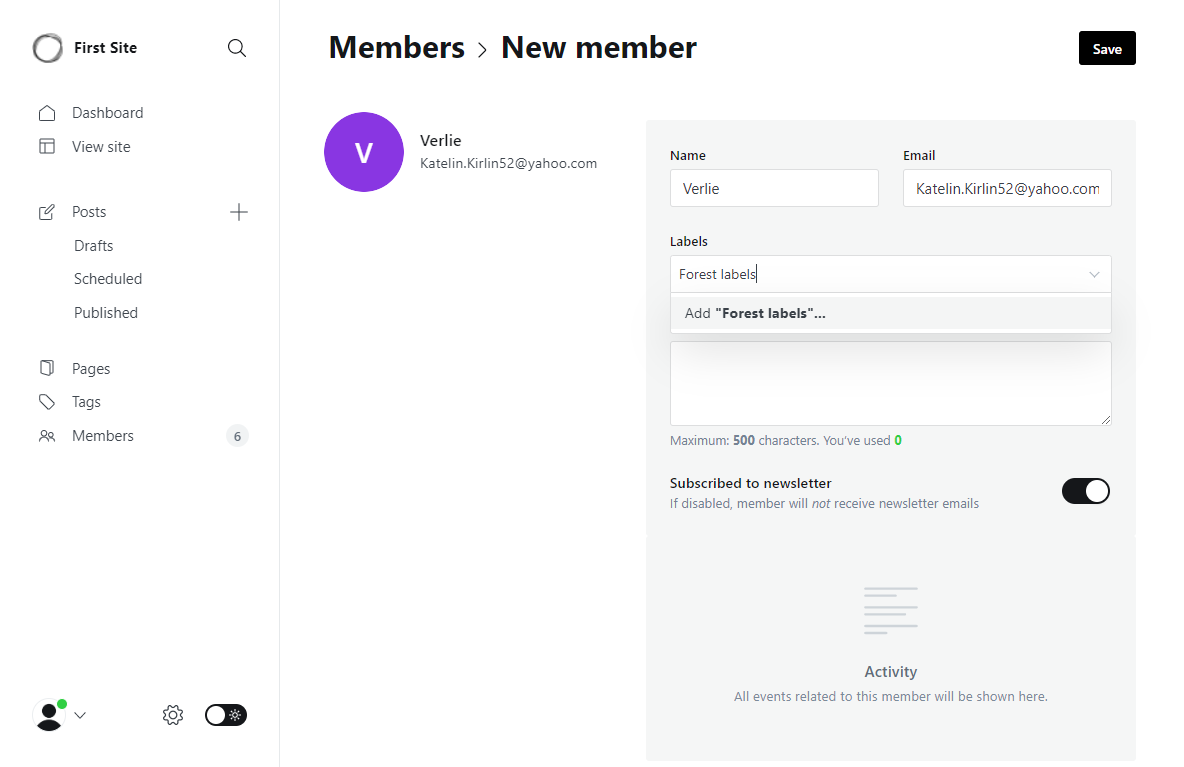 First Site
Dashboard
View site
Posts
Drafts
Scheduled
Published
Pages
Tags
Members
6
Members > New member
Save
V
Verlie
Katelin.Kirlin52@yahoo.com
Name
Email
Verlie
Katelin.Kirlin52@yahoo.com
Labels
Forest labels
Add "Forest labels"...
Maximum: 500 characters. You've used 0
Subscribed to newsletter
If disabled, member will not receive newsletter emails
Activity
All events related to this member will be shown here.